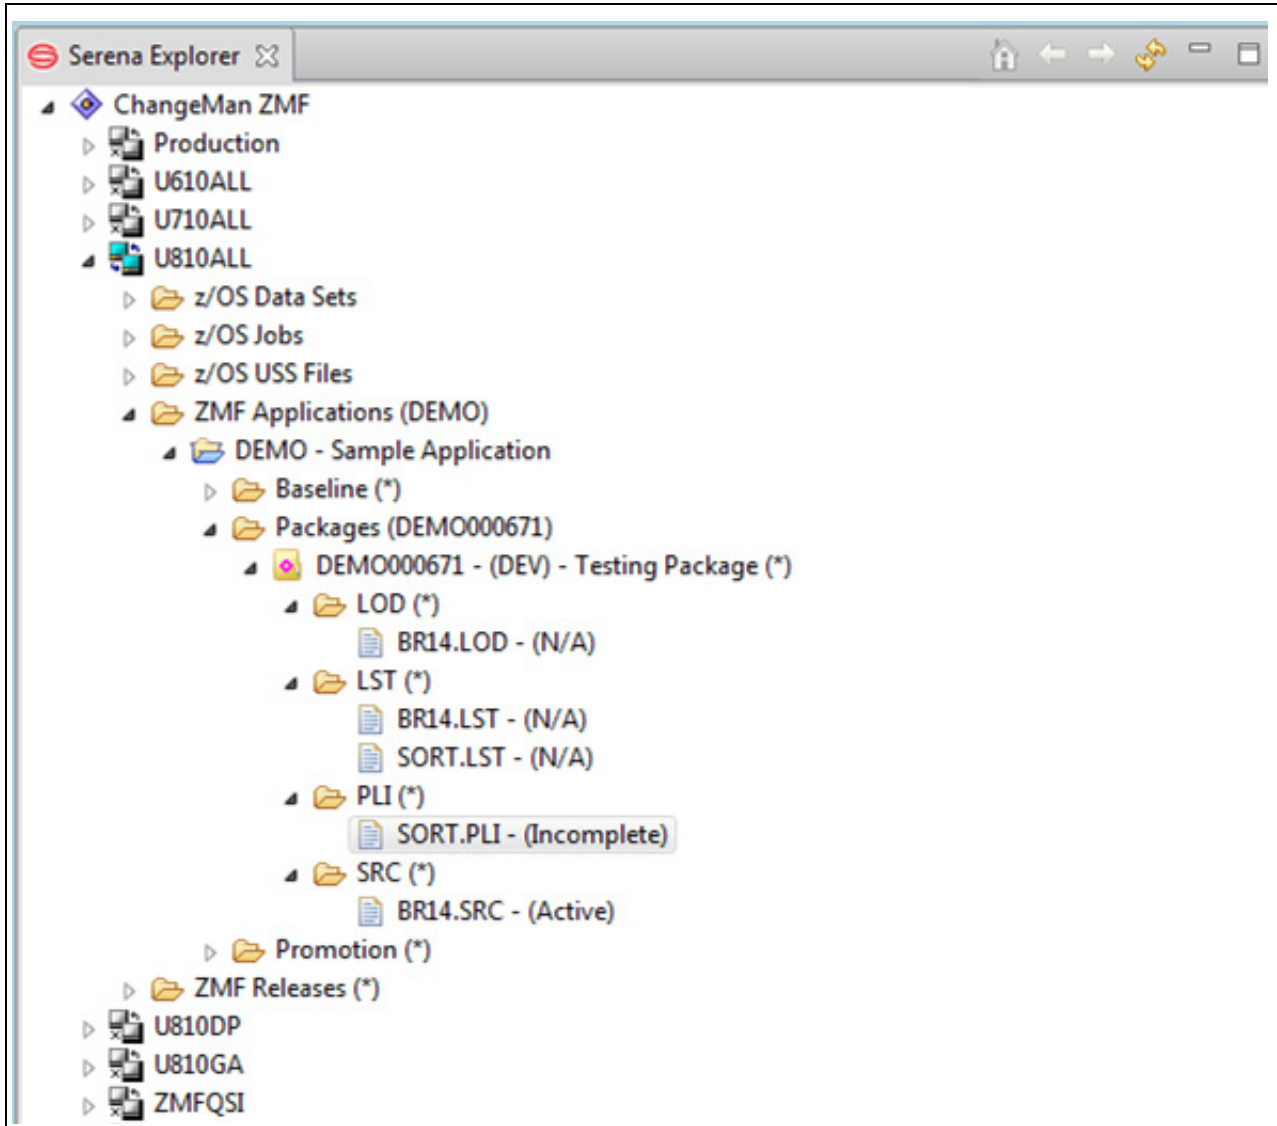 Serena Explorer
ChangeMan ZMF
Production
U610ALL
U710ALL
U810ALL
z/OS Data Sets
z/OS Jobs
z/OS USS Files
ZMF Applications (DEMO)
DEMO - Sample Application
Baseline (*)
Packages (DEMO000671)
DEMO000671 - (DEV) - Testing Package (*)
LOD (*)
BR14.LOD - (N/A)
LST (*)
BR14.LST - (N/A)
SORT.LST - (N/A)
PLI (*)
SORT.PLI - (Incomplete)
SRC (*)
BR14.SRC - (Active)
Promotion (*)
ZMF Releases (*)
U810DP
U810GA
ZMFQSI